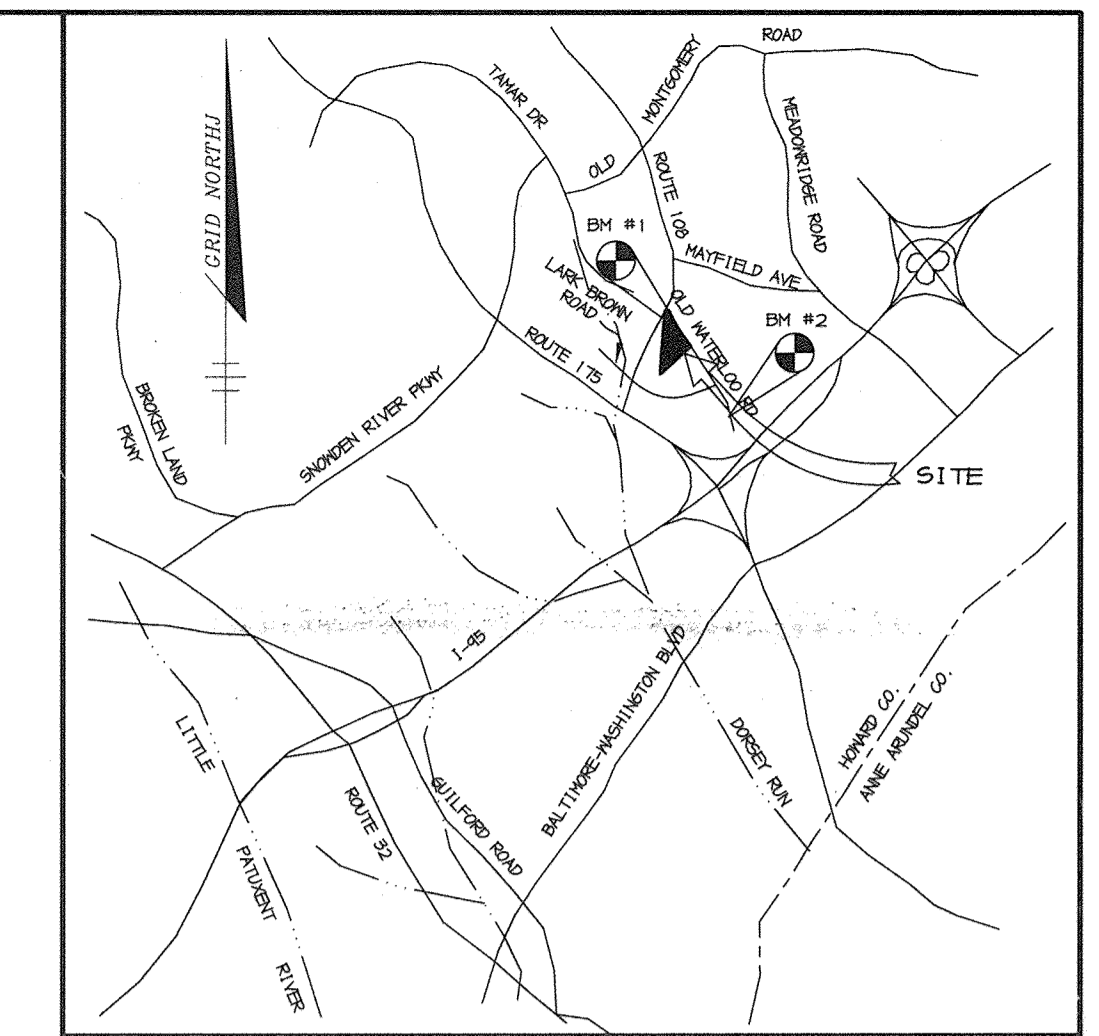 ROAD
MONTGOMERY
OLD
TAMAR DR
GRID NORTHJ
MEADOWRIDGE ROAD
ROUTE 108
BM #1
MAYFIELD AVE
LARK BROWN
ROAD
OLD WATERLOO RD
BM #2
ROUTE 175
BROKEN LAND
PKWY
SNOWDEN RIVER PKWY
SITE
I-95
BALTIMORE-WASHINGTON BLVD
HOWARD CO.
ANNE ARUNDEL CO.
LITTLE
PATUXENT
RIVER
ROUTE 32
GUILFORD ROAD
DORSEY RUN